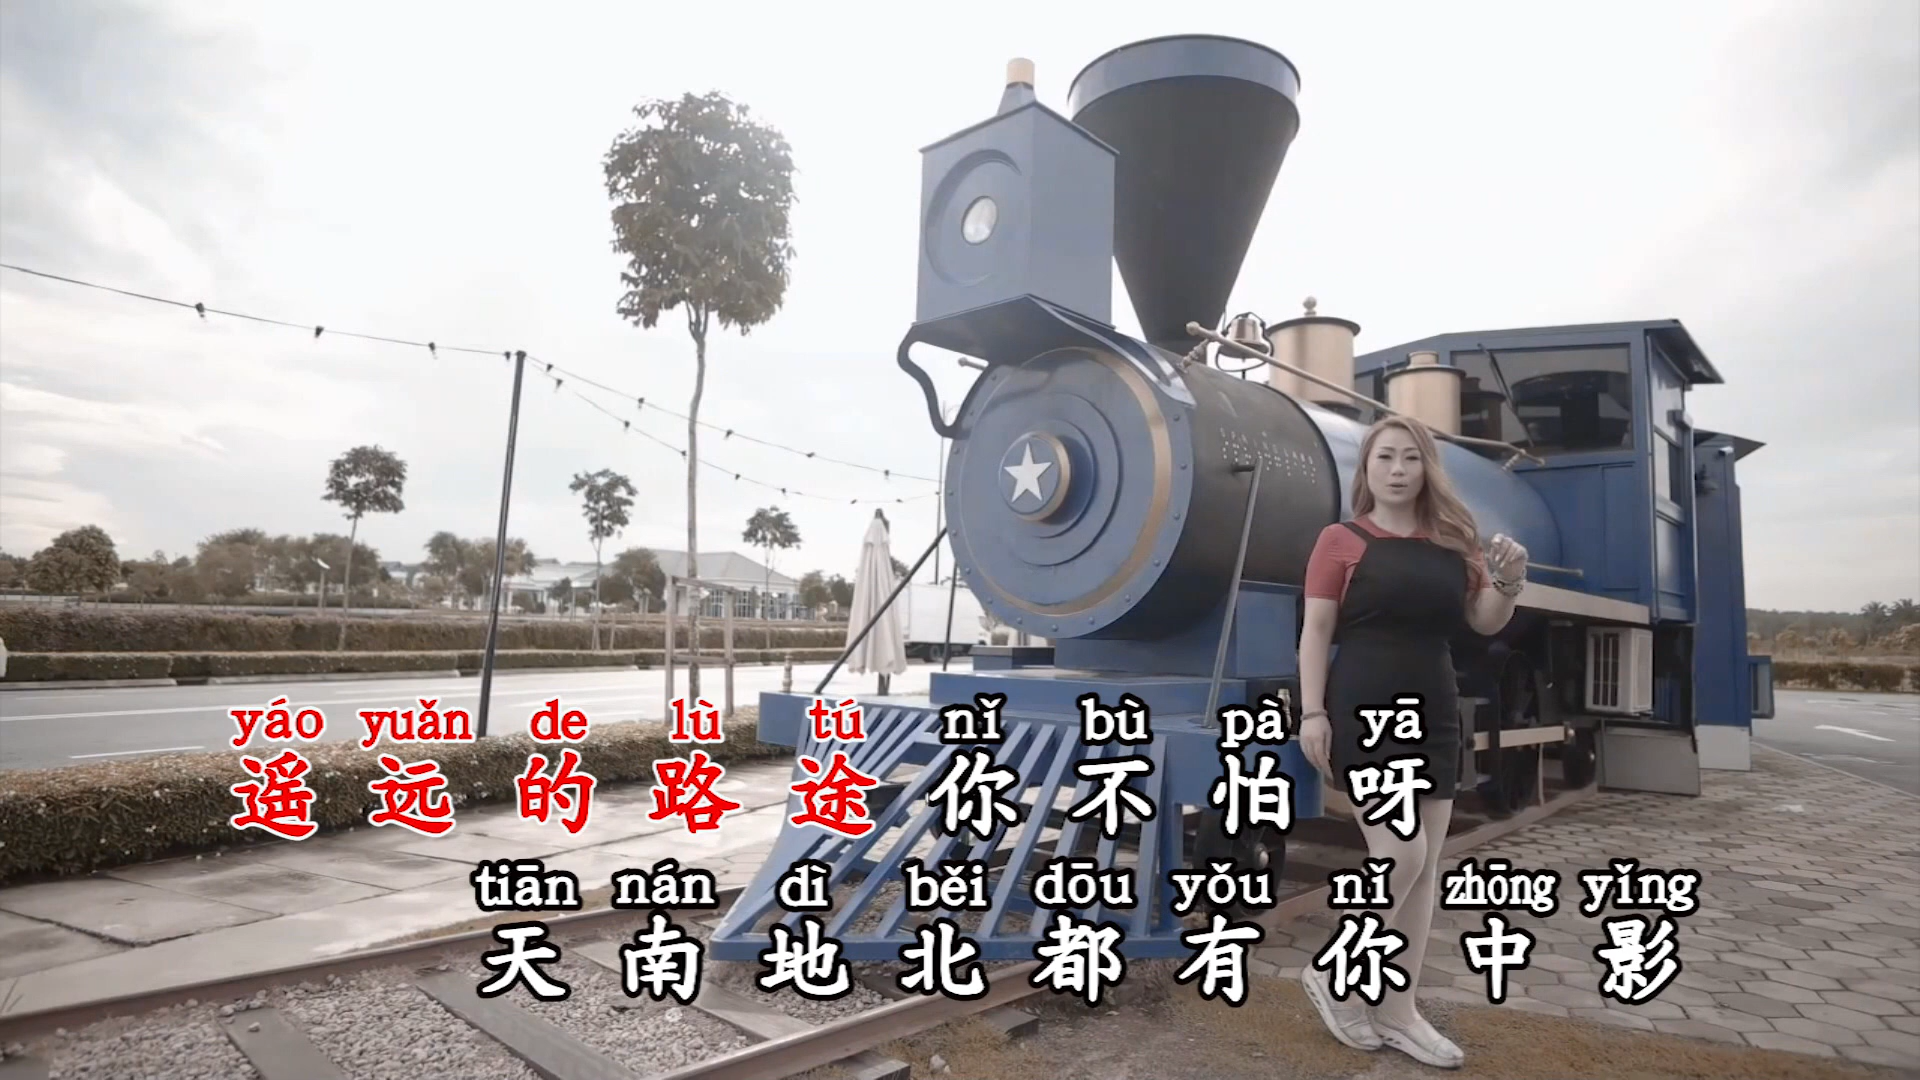 yáo yuǎn de lù tú nǐ bù pà yā
遥远的路途你不怕呀
tiān nán dì běi dōu yǒu nǐ zhōng yǐng
天南地北都有你中影